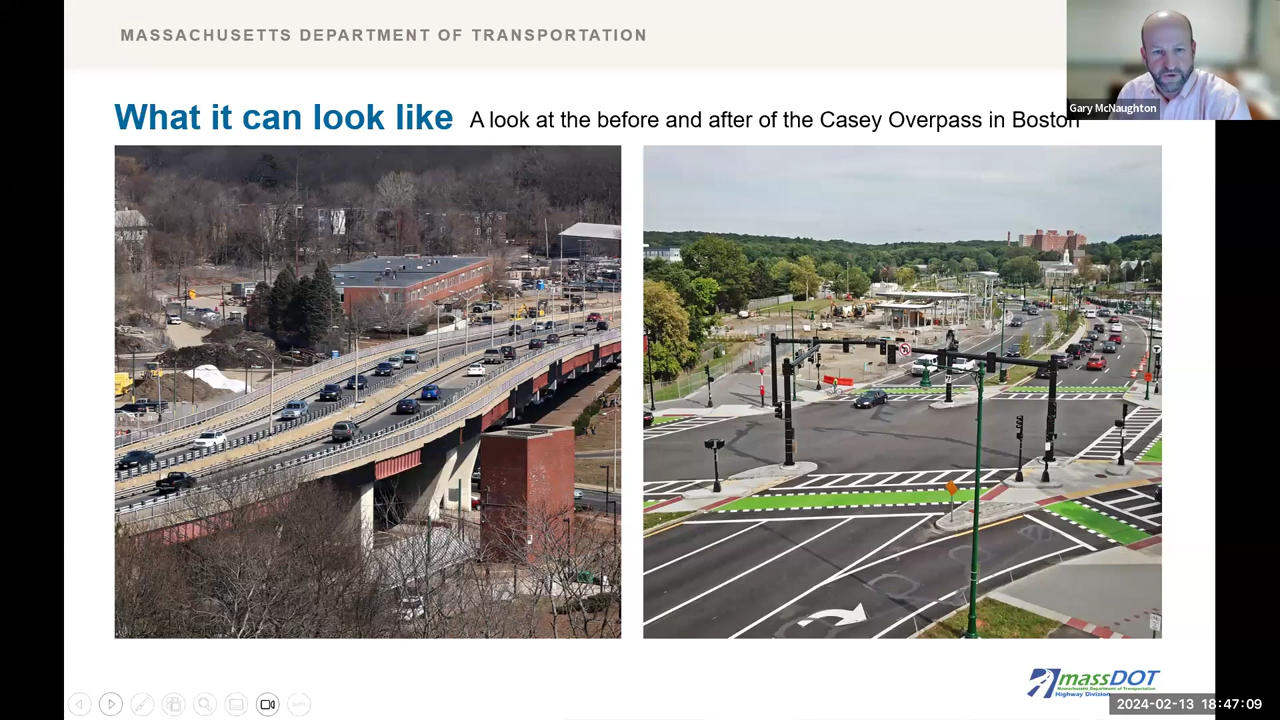 MASSACHUSETTS DEPARTMENT OF TRANSPORTATION
Gary McNaughton
What it can look like A look at the before and after of the Casey Overpass in Boston
massDOT
Massachusetts Department of Transportation
Highway Division
2024-02-13 18:47:09